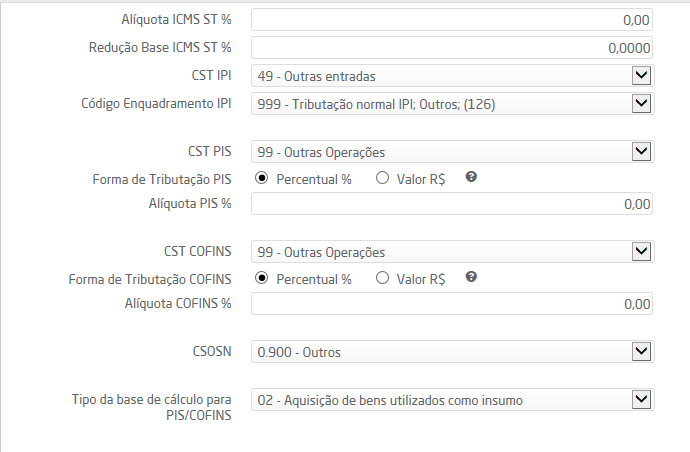 Alíquota ICMS ST % 0,00
Redução Base ICMS ST % 0,0000
CST IPI 49 - Outras entradas
Código Enquadramento IPI 999 - Tributação normal IPI; Outros; (126)
CST PIS 99 - Outras Operações
Forma de Tributação PIS Percentual % Valor R$ ?
Alíquota PIS % 0,00
CST COFINS 99 - Outras Operações
Forma de Tributação COFINS Percentual % Valor R$ ?
Alíquota COFINS % 0,00
CSOSN 0.900 - Outros
Tipo da base de cálculo para 02 - Aquisição de bens utilizados como insumo
PIS/COFINS